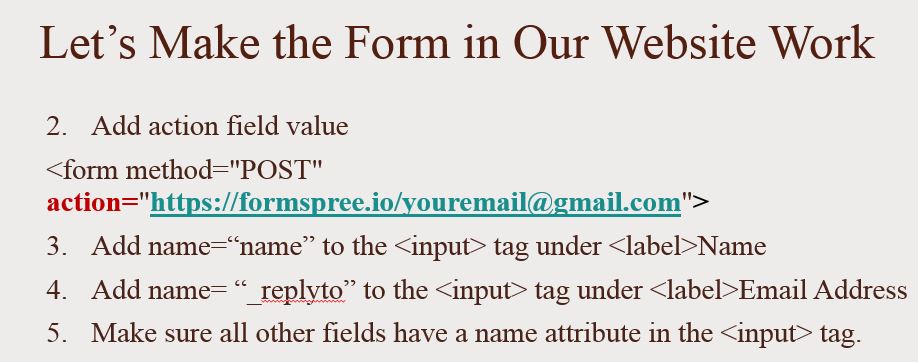 Let’s Make the Form in Our Website Work
2. Add action field value
<form method="POST"
action="https://formspree.io/youremail@gmail.com">
3. Add name=“name” to the <input> tag under <label>Name
4. Add name= “_replyto” to the <input> tag under <label>Email Address
5. Make sure all other fields have a name attribute in the <input> tag.